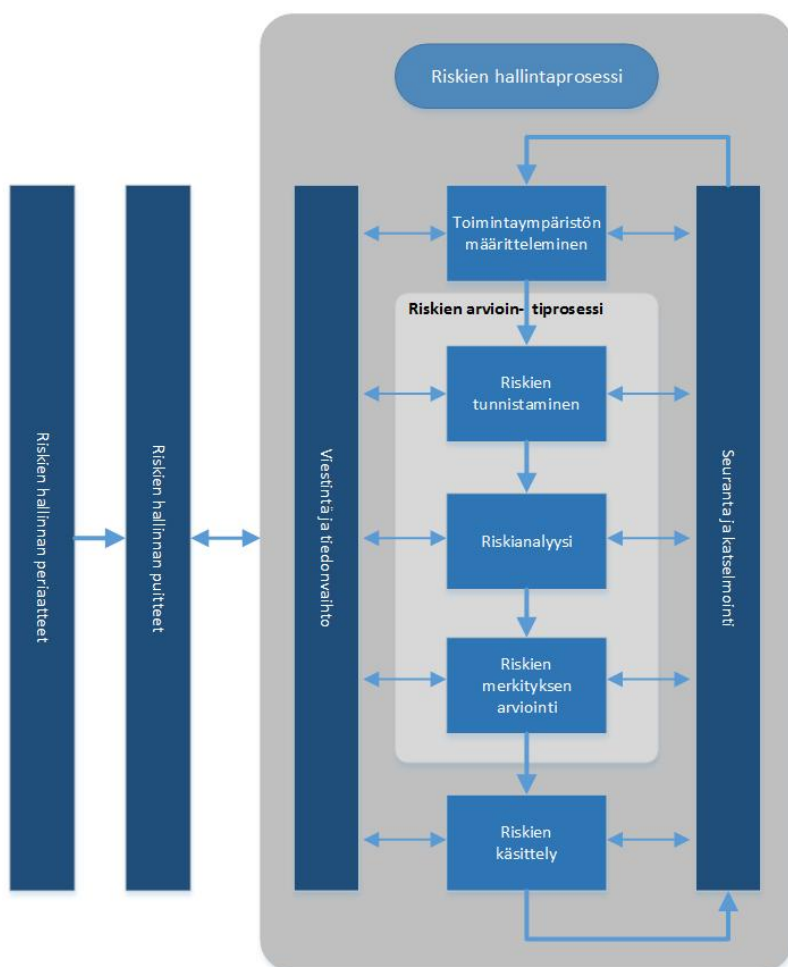 Riskien hallintaprosessi
Riskien hallinnan periaatteet
Riskien hallinnan puitteet
Viestintä ja tiedonvaihto
Toimintaympäristön
määritteleminen
Riskien arvioin- tiprosessi
Riskien
tunnistaminen
Riskianalyysi
Riskien
merkityksen
arviointi
Riskien
käsittely
Seuranta ja katselmointi